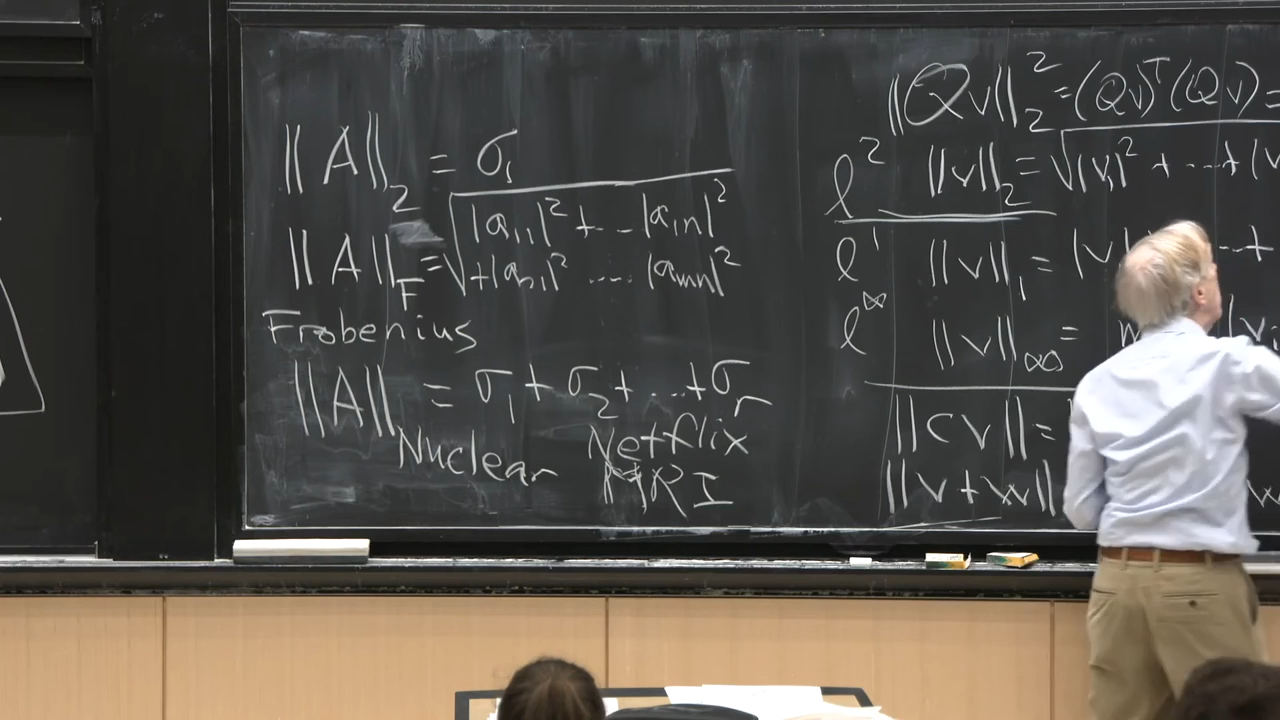 ||A||₂ = σ₁
||A||_F = √|a₁₁|² + ... |a₁ₙ|²
+|a₂₁|² .... |aₘₙ|²
Frobenius
||A|| = σ₁ + σ₂ + ... + σᵣ
Nuclear Netflix
MRI
||Qv||₂² = (Qv)ᵀ(Qv) =
l² ||v||₂ = √|v₁|² + ... + |v
l¹ ||v||₁ = |v ...+
l^∞ ||v||_∞ =
||cv|| =
||v+w||